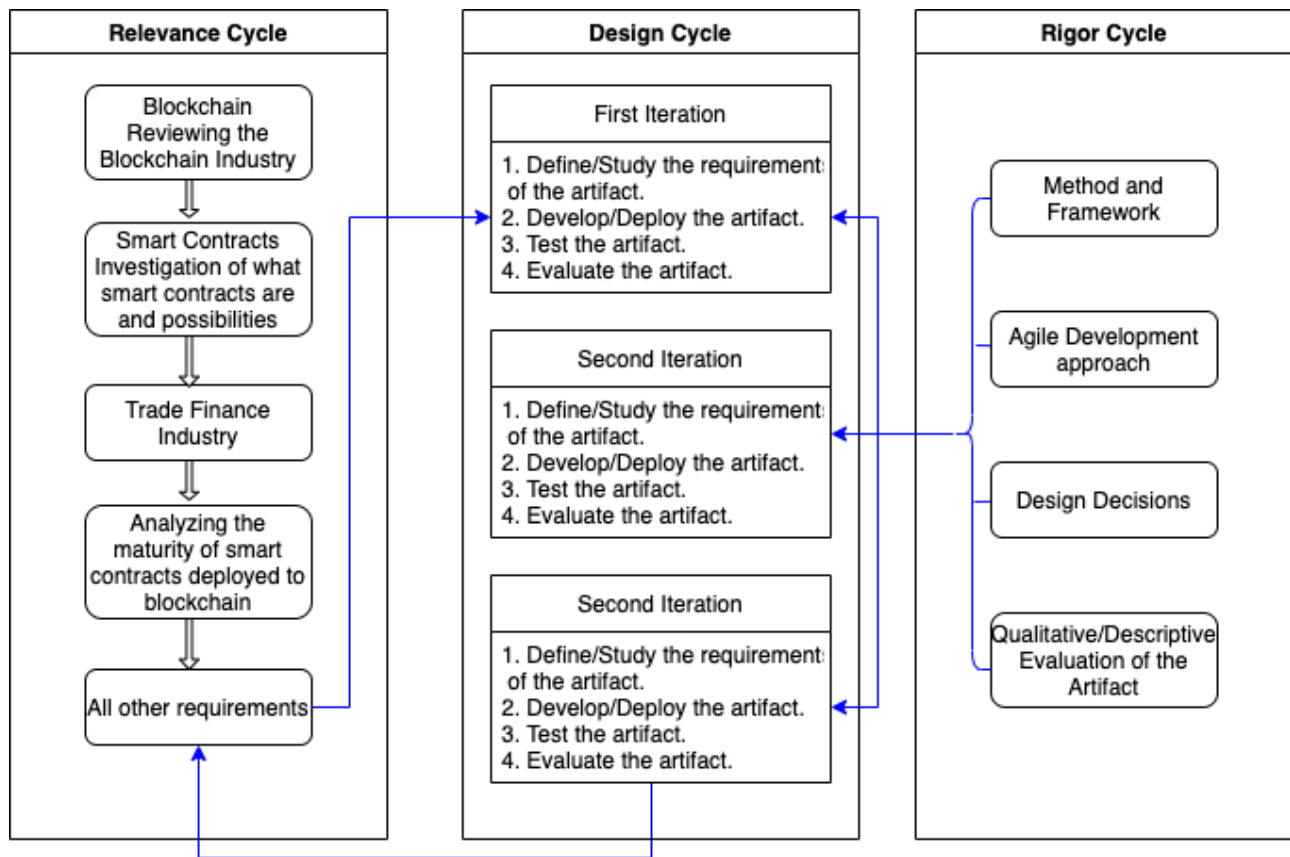 Relevance Cycle
Blockchain
Reviewing the
Blockchain Industry
Smart Contracts
Investigation of what
smart contracts are
and possibilities
Trade Finance
Industry
Analyzing the
maturity of smart
contracts deployed to
blockchain
All other requirements
Design Cycle
First Iteration
1. Define/Study the requirements
of the artifact.
2. Develop/Deploy the artifact.
3. Test the artifact.
4. Evaluate the artifact.
Second Iteration
1. Define/Study the requirements
of the artifact.
2. Develop/Deploy the artifact.
3. Test the artifact.
4. Evaluate the artifact.
Second Iteration
1. Define/Study the requirements
of the artifact.
2. Develop/Deploy the artifact.
3. Test the artifact.
4. Evaluate the artifact.
Rigor Cycle
Method and
Framework
Agile Development
approach
Design Decisions
Qualitative/Descriptive
Evaluation of the
Artifact